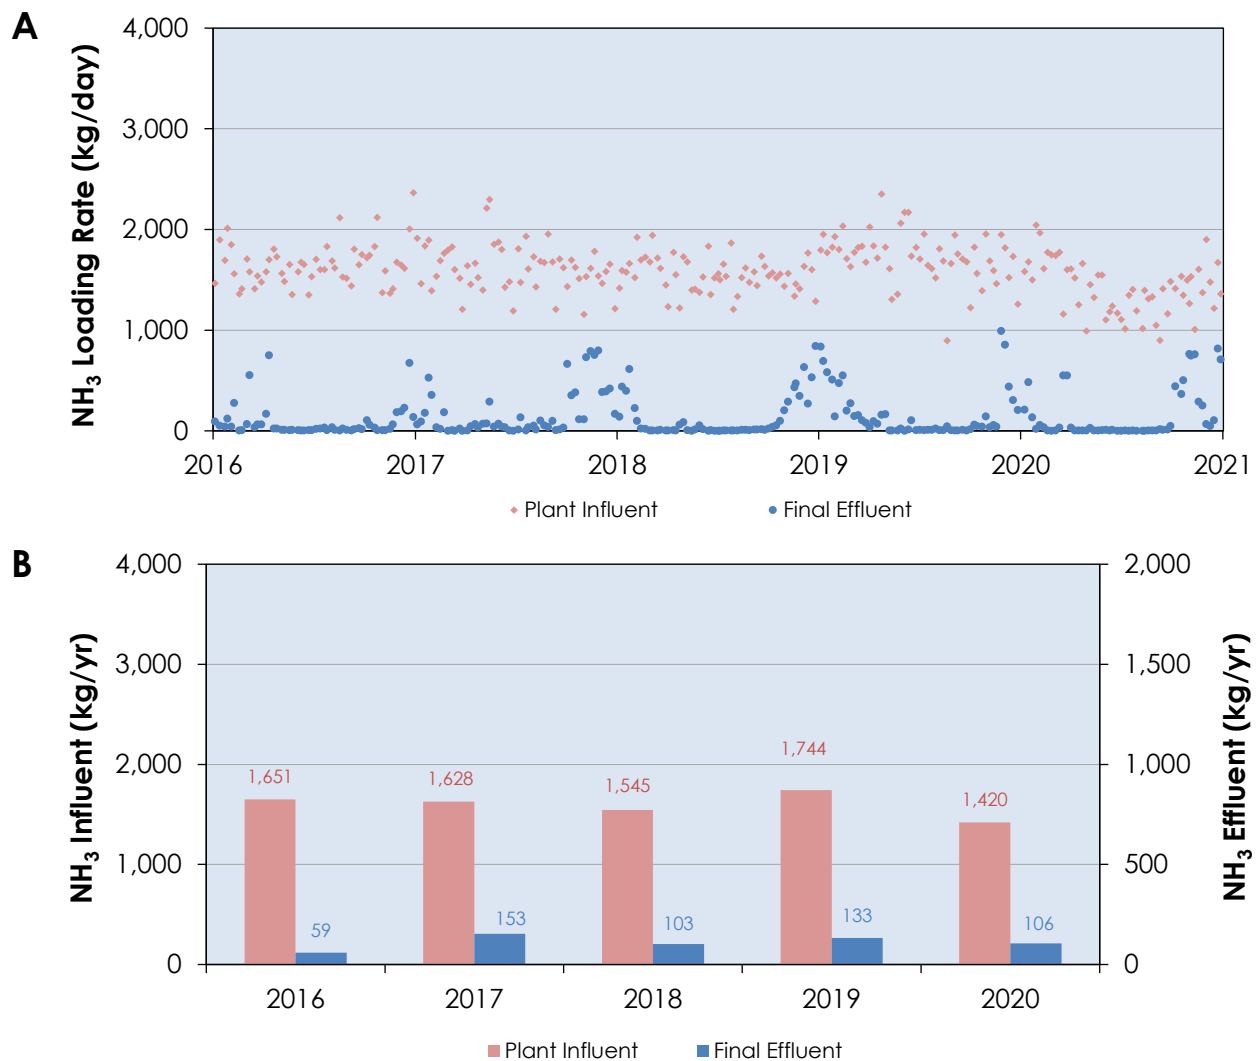 A
NH3 Loading Rate (kg/day)
4,000
3,000
2,000
1,000
0
2016 2017 2018 2019 2020 2021
Plant Influent Final Effluent
B
NH3 Influent (kg/yr)
4,000
3,000
2,000
1,000
0
1,651
59
1,628
153
1,545
103
1,744
133
1,420
106
2,000
1,500
1,000
500
0
NH3 Effluent (kg/yr)
2016 2017 2018 2019 2020
Plant Influent Final Effluent